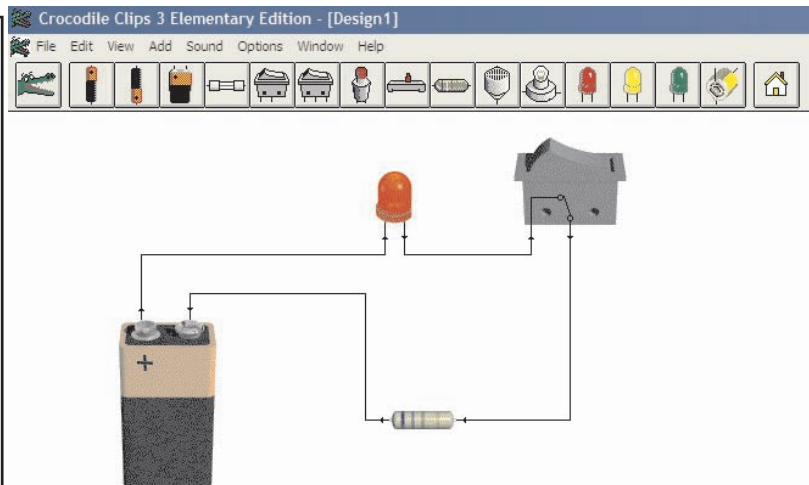 Crocodile Clips 3 Elementary Edition - [Design1]
File Edit View Add Sound Options Window Help
+